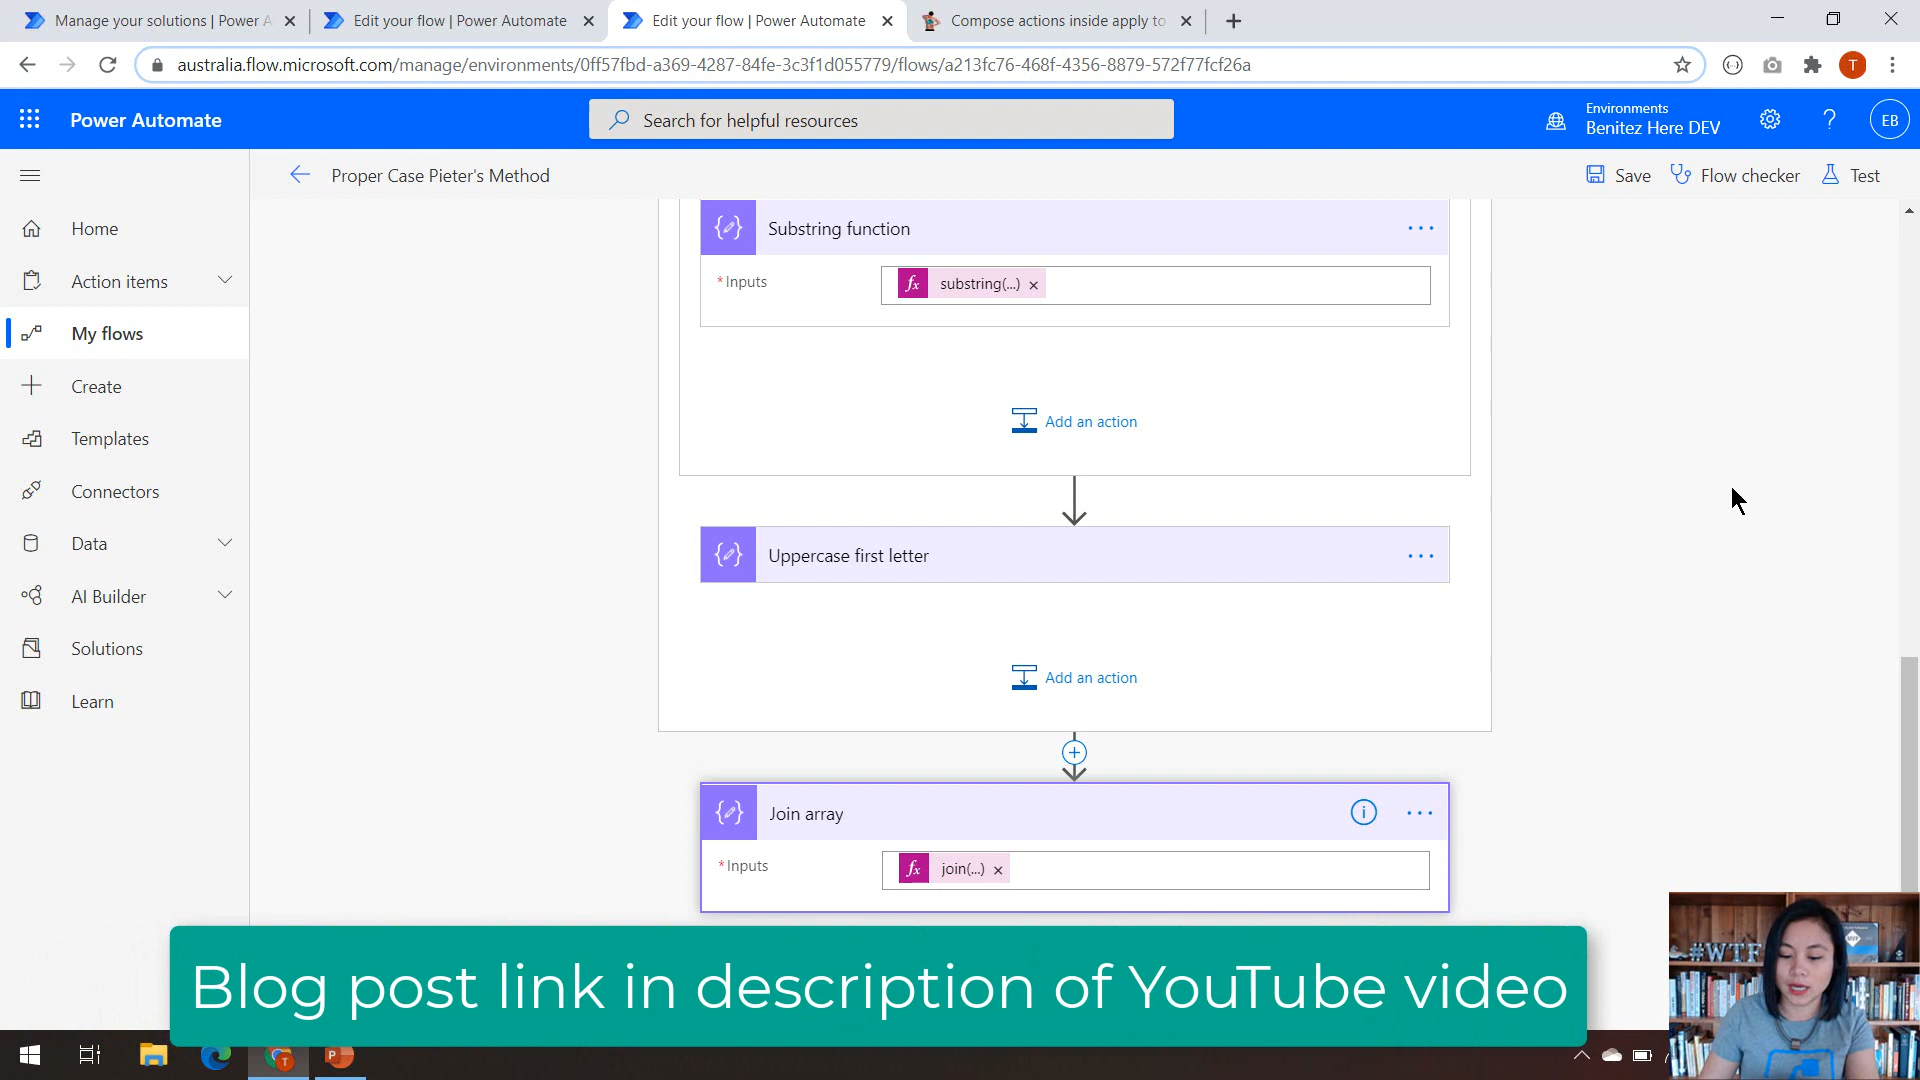 Manage your solutions | Power A
Edit your flow | Power Automate
Edit your flow | Power Automate
Compose actions inside apply to
australia.flow.microsoft.com/manage/environments/0ff57fbd-a369-4287-84fe-3c3f1d055779/flows/a213fc76-468f-4356-8879-572f77fcf26a
T
Power Automate
Search for helpful resources
Environments
Benitez Here DEV
?
EB
Proper Case Pieter's Method
Save
Flow checker
Test
Home
Action items
My flows
Create
Templates
Connectors
Data
AI Builder
Solutions
Learn
Substring function
* Inputs
fx substring(...) ×
Add an action
Uppercase first letter
Add an action
Join array
* Inputs
fx join(...) ×
#WTF
Blog post link in description of YouTube video